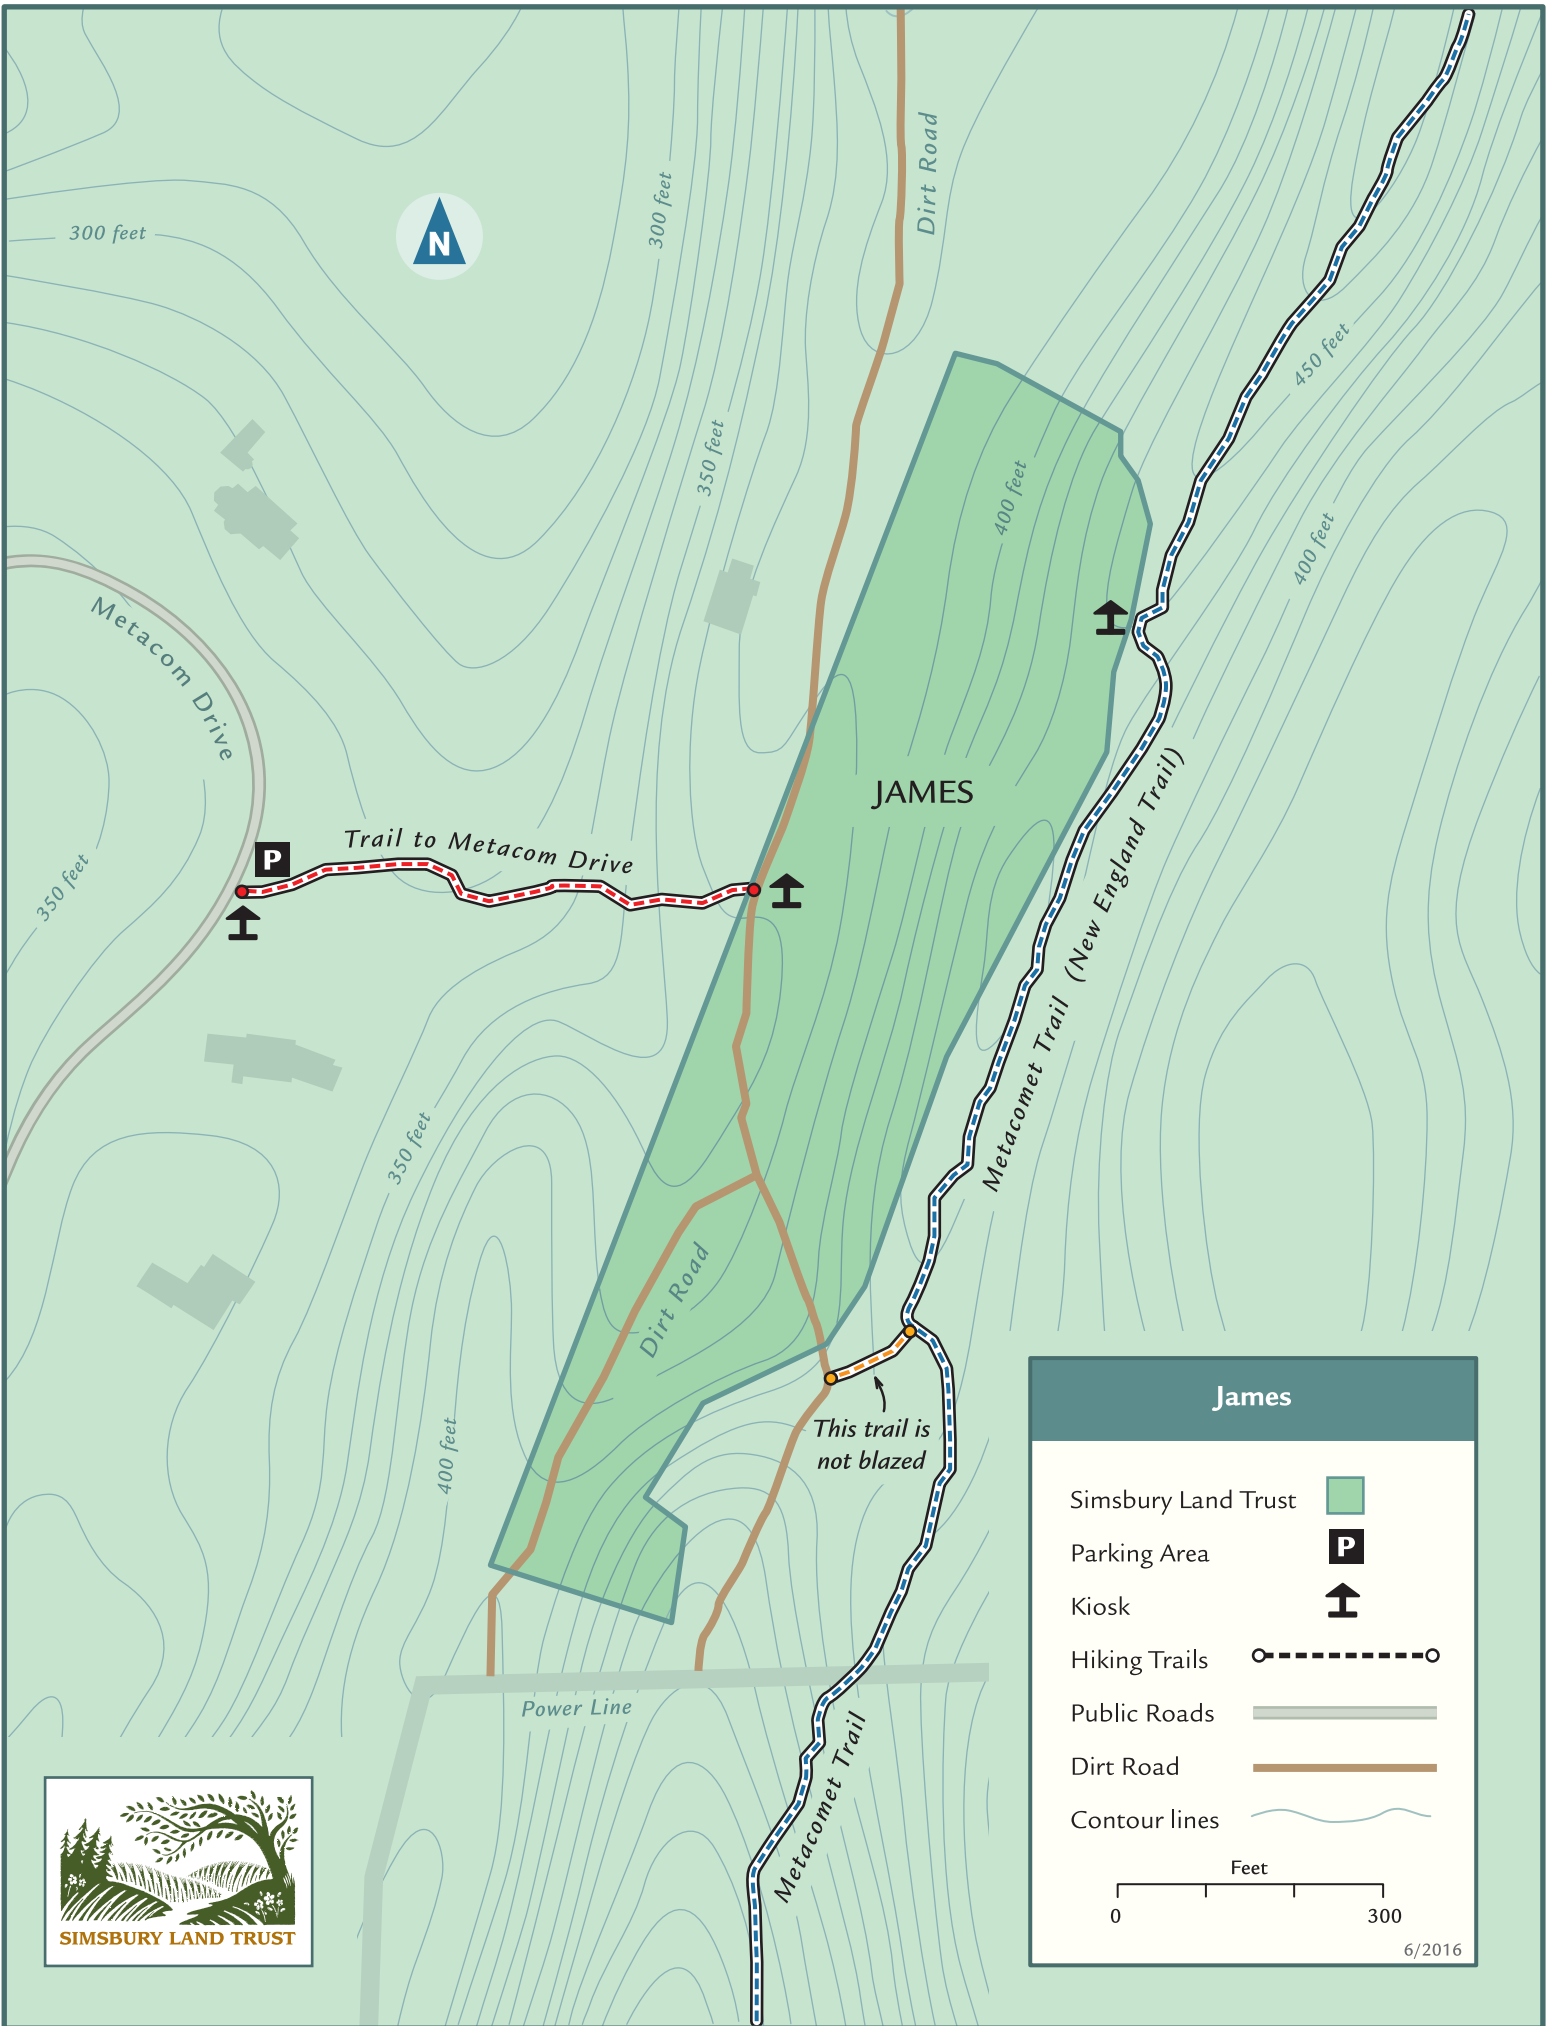 Dirt Road
300 feet
300 feet
N
450 feet
350 feet
400 feet
400 feet
Metacom Drive
JAMES
P
Trail to Metacom Drive
350 feet
Metacomet Trail (New England Trail)
350 feet
Dirt Road
This trail is
not blazed
400 feet
Power Line
Metacomet Trail
James
Simsbury Land Trust
Parking Area
P
Kiosk
Hiking Trails
Public Roads
Dirt Road
Contour lines
Feet
0 300
6/2016
SIMSBURY LAND TRUST